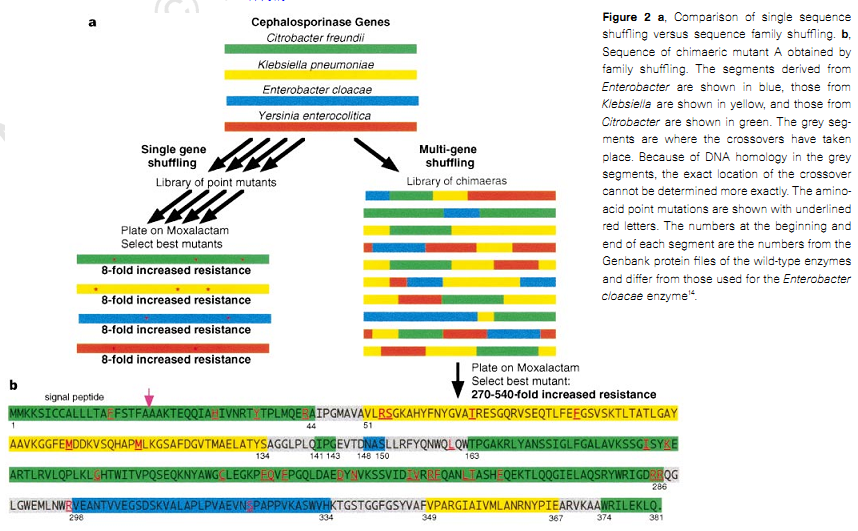 a
Cephalosporinase Genes
Citrobacter freundii
Klebsiella pneumoniae
Enterobacter cloacae
Yersinia enterocolitica
Single gene
shuffling
Library of point mutants
Plate on Moxalactam
Select best mutants
8-fold increased resistance
8-fold increased resistance
8-fold increased resistance
8-fold increased resistance
Multi-gene
shuffling
Library of chimaeras
Plate on Moxalactam
Select best mutant:
270-540-fold increased resistance
Figure 2 a, Comparison of single sequence
shuffling versus sequence family shuffling. b,
Sequence of chimaeric mutant A obtained by
family shuffling. The segments derived from
Enterobacter are shown in blue, those from
Klebsiella are shown in yellow, and those from
Citrobacter are shown in green. The grey seg-
ments are where the crossovers have taken
place. Because of DNA homology in the grey
segments, the exact location of the crossover
cannot be determined more exactly. The amino-
acid point mutations are shown with underlined
red letters. The numbers at the beginning and
end of each segment are the numbers from the
Genbank protein files of the wild-type enzymes
and differ from those used for the Enterobacter
cloacae enzyme¹⁴.
b
signal peptide
MMKKSICCALLLTAFFSTFAAAKTEQQIAHIVNRTYTPLMQERAIPGMAVAVLRSGKAHYFNYGVATRESGQRVSEQTLFEFGSVSKTLTATLGAY
1 44 51
AAVKGGFEMDDKVSQHAPMLKGSAFDGVTMAELATYSAGGLPLQIPGEVTDNASLLRFYQNWQLQWTPGAKRLYANSSIGLFGALAVKSSGISYKE
134 141 143 148 150 163
286
LGWEMLNWRVEANTVVEGSDSKVALAPLPVAEVNSPAPPVKASWVHKTGSTGGFGSYVAFVPARGIAIVMLANRNYPIEARVKAAWRILEKLQ.
298 334 349 367 374 381